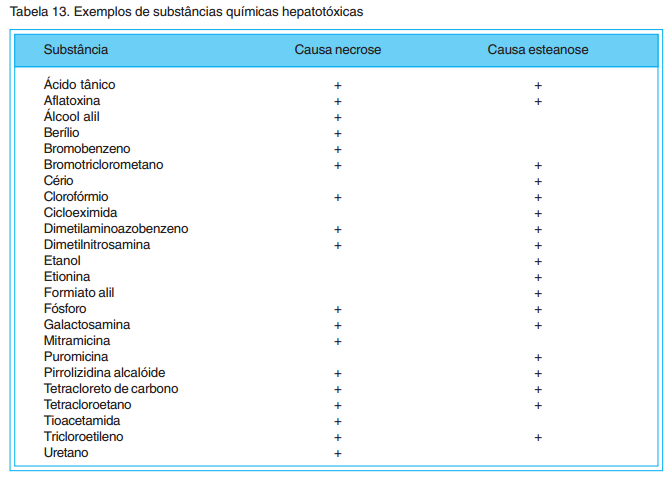 Tabela 13. Exemplos de substâncias químicas hepatotóxicas
Substância Causa necrose Causa esteanose
Ácido tânico + +
Aflatoxina + +
Álcool alil +
Berílio +
Bromobenzeno +
Bromotriclorometano + +
Cério +
Clorofórmio + +
Cicloeximida +
Dimetilaminoazobenzeno + +
Dimetilnitrosamina + +
Etanol +
Etionina +
Formiato alil +
Fósforo + +
Galactosamina + +
Mitramicina +
Puromicina +
Pirrolizidina alcalóide + +
Tetracloreto de carbono + +
Tetracloroetano + +
Tioacetamida +
Tricloroetileno + +
Uretano +